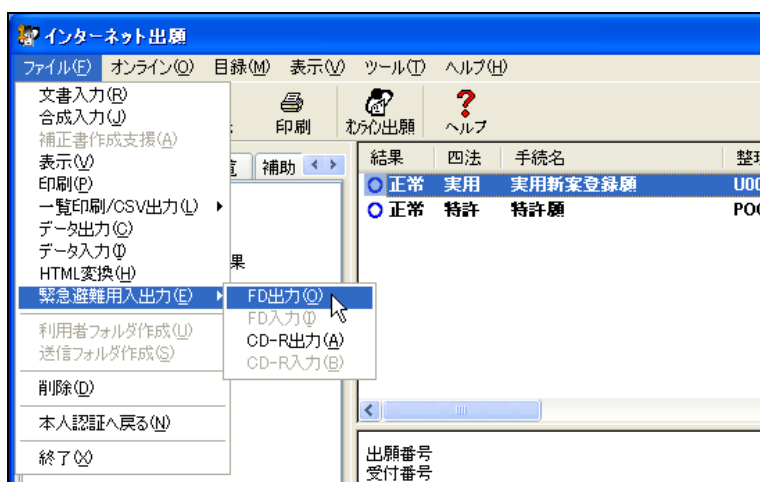 インターネット出願
ファイル(F) オンライン(O) 目録(M) 表示(V) ツール(T) ヘルプ(H)
文書入力(R)
合成入力(J)
補正書作成支援(A)
表示(V)
印刷(P)
一覧印刷/CSV出力(L)
データ出力(C)
データ入力(I)
HTML変換(H)
緊急避難用入出力(E)
利用者フォルダ作成(U)
送信フォルダ作成(S)
削除(D)
本人認証へ戻る(N)
終了(X)
FD出力(O)
FD入力(I)
CD-R出力(A)
CD-R入力(B)
印刷 オンライン出願 ヘルプ
補助
果
結果 四法 手続名 整理
正常 実用 実用新案登録願 U00
正常 特許 特許願 P00
出願番号
受付番号